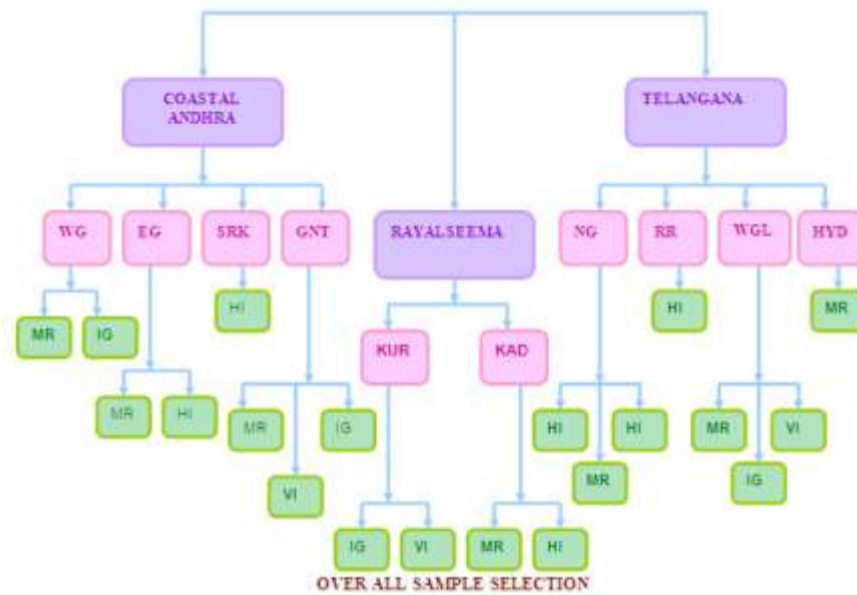 COASTAL
ANDHRA
TELANGANA
WG
EG
SRK
GNT
RAYALSEEMA
NG
RR
WGL
HYD
MR
IG
HI
HI
MR
KUR
KAD
MR
HI
MR
IG
HI
HI
MR
VI
VI
MR
IG
IG
VI
MR
HI
OVER ALL SAMPLE SELECTION